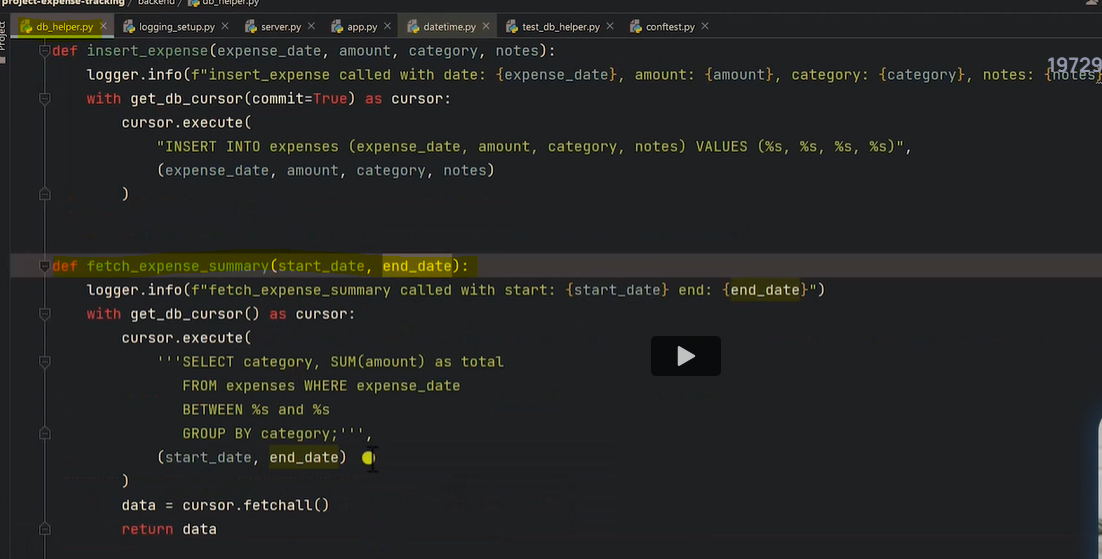 project-expense-tracking backend db_helper.py
Project
db_helper.py logging_setup.py server.py app.py datetime.py test_db_helper.py conftest.py
def insert_expense(expense_date, amount, category, notes):
19729
    logger.info(f"insert_expense called with date: {expense_date}, amount: {amount}, category: {category}, notes: {notes}
    with get_db_cursor(commit=True) as cursor:
        cursor.execute(
            "INSERT INTO expenses (expense_date, amount, category, notes) VALUES (%s, %s, %s, %s)",
            (expense_date, amount, category, notes)
        )
def fetch_expense_summary(start_date, end_date):
    logger.info(f"fetch_expense_summary called with start: {start_date} end: {end_date}")
    with get_db_cursor() as cursor:
        cursor.execute(
            '''SELECT category, SUM(amount) as total
               FROM expenses WHERE expense_date
               BETWEEN %s and %s
               GROUP BY category;''',
            (start_date, end_date)
        )
        data = cursor.fetchall()
        return data